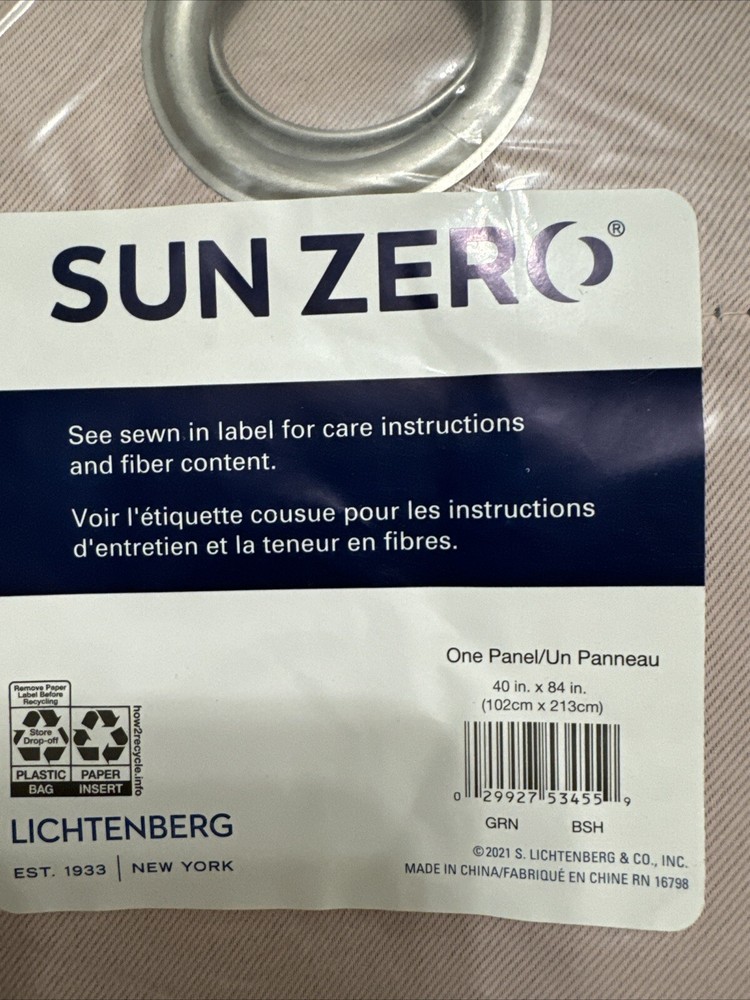 SUN ZERO®
See sewn in label for care instructions
and fiber content.
Voir l'étiquette cousue pour les instructions
d'entretien et la teneur en fibres.
One Panel/Un Panneau
40 in. x 84 in.
(102cm x 213cm)
0 29927 53455 9
GRN BSH
©2021 S. LICHTENBERG & CO., INC.
MADE IN CHINA/FABRIQUÉ EN CHINE RN 16798
Remove Paper
Label Before
Recycling
Store
Drop-off
PLASTIC PAPER
BAG INSERT
how2recycle.info
LICHTENBERG
EST. 1933 | NEW YORK